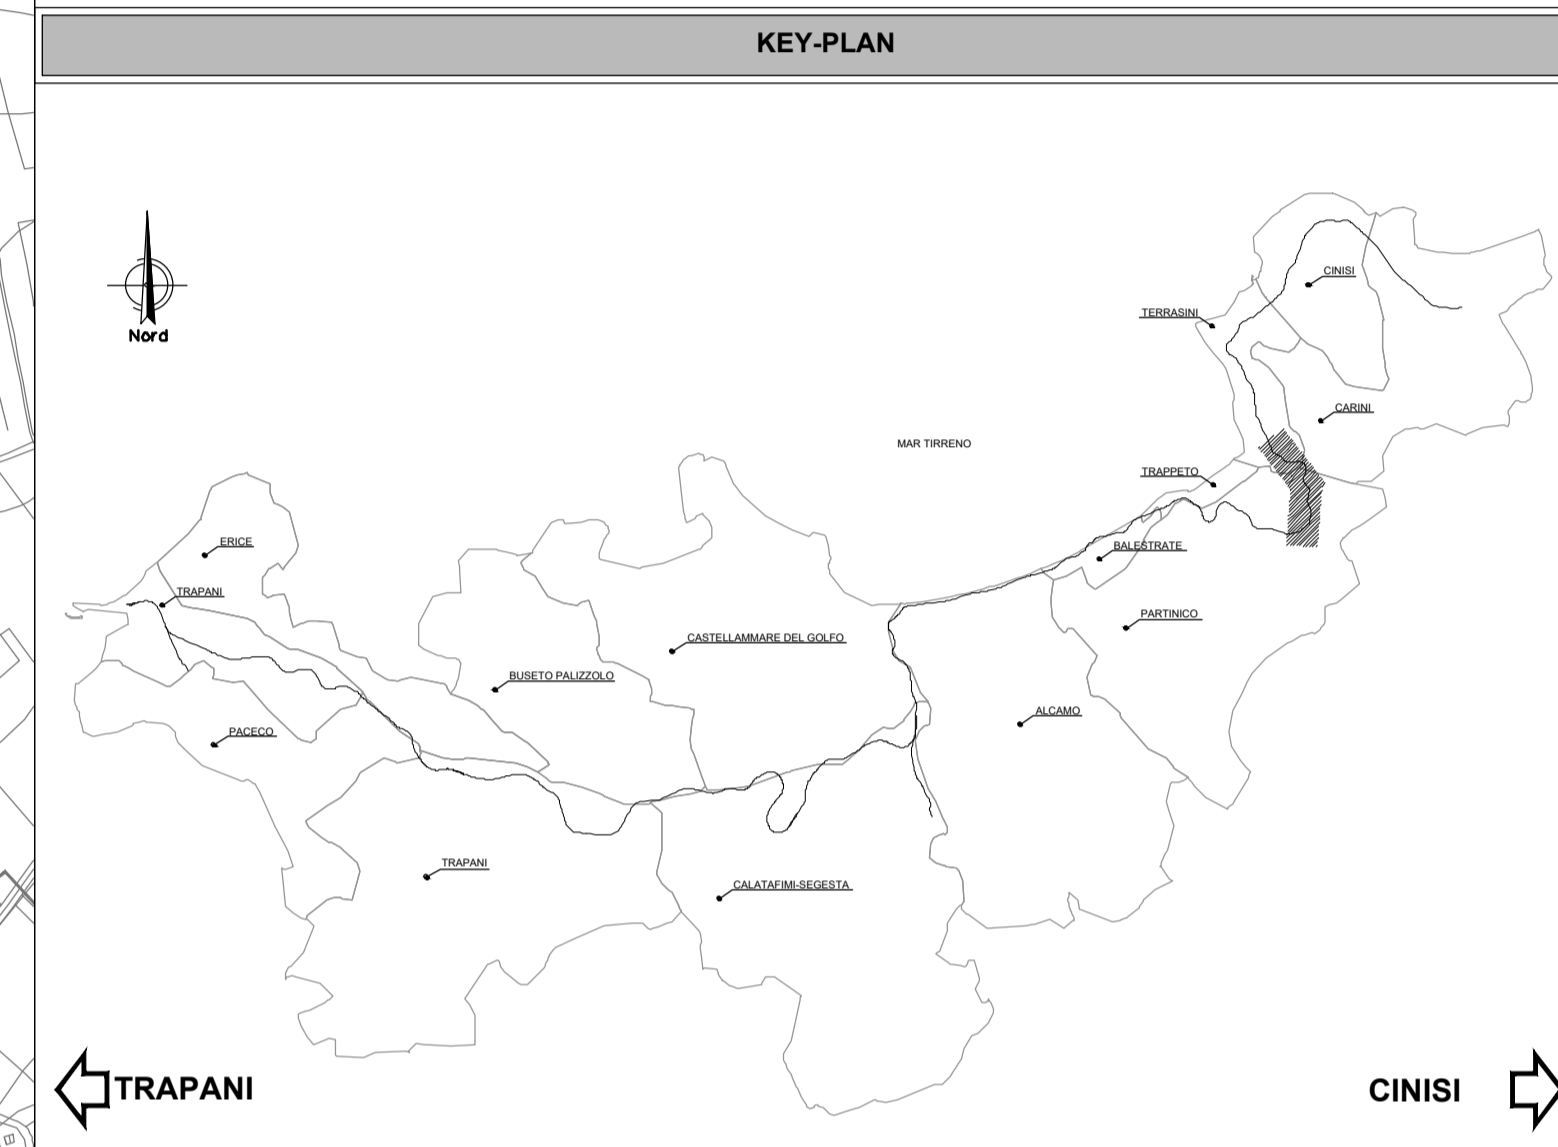 KEY-PLAN
Nord
CINISI
TERRASINI
CARINI
MAR TIRRENO
TRAPPETO
ERICE
BALESTRATE
TRAPANI
PARTINICO
CASTELLAMMARE DEL GOLFO
BUSETO PALIZZOLO
ALCAMO
PACECO
TRAPANI
CALATAFIMI-SEGESTA
TRAPANI
CINISI